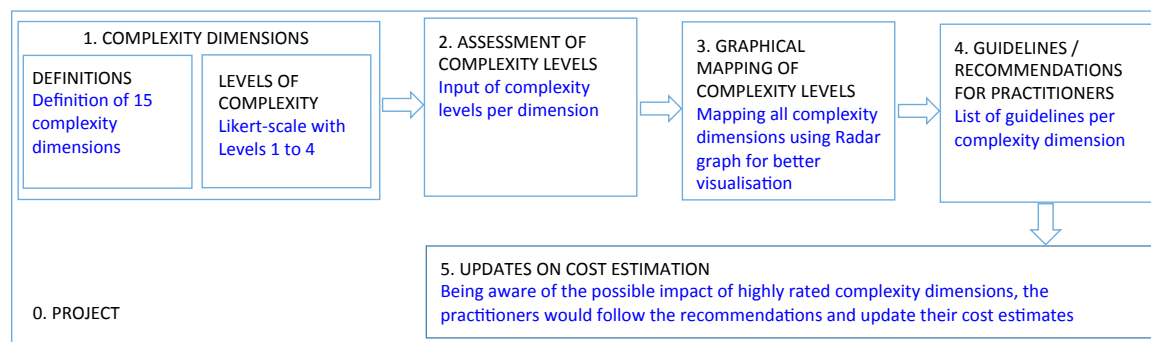 1. COMPLEXITY DIMENSIONS
DEFINITIONS
Definition of 15
complexity
dimensions
LEVELS OF
COMPLEXITY
Likert-scale with
Levels 1 to 4
2. ASSESSMENT OF
COMPLEXITY LEVELS
Input of complexity
levels per dimension
3. GRAPHICAL
MAPPING OF
COMPLEXITY LEVELS
Mapping all complexity
dimensions using Radar
graph for better
visualisation
4. GUIDELINES /
RECOMMENDATIONS
FOR PRACTITIONERS
List of guidelines per
complexity dimension
5. UPDATES ON COST ESTIMATION
Being aware of the possible impact of highly rated complexity dimensions, the
practitioners would follow the recommendations and update their cost estimates
0. PROJECT